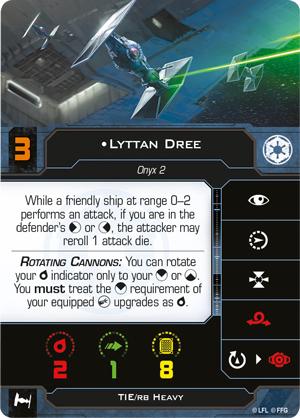 3
•LYTTAN DREE
Onyx 2
While a friendly ship at range 0–2
performs an attack, if you are in the
defender's or , the attacker may
reroll 1 attack die.
ROTATING CANNONS: You can rotate
your indicator only to your or .
You must treat the requirement of
your equipped upgrades as .
2 1 8
TIE/RB HEAVY
©LFL ©FFG